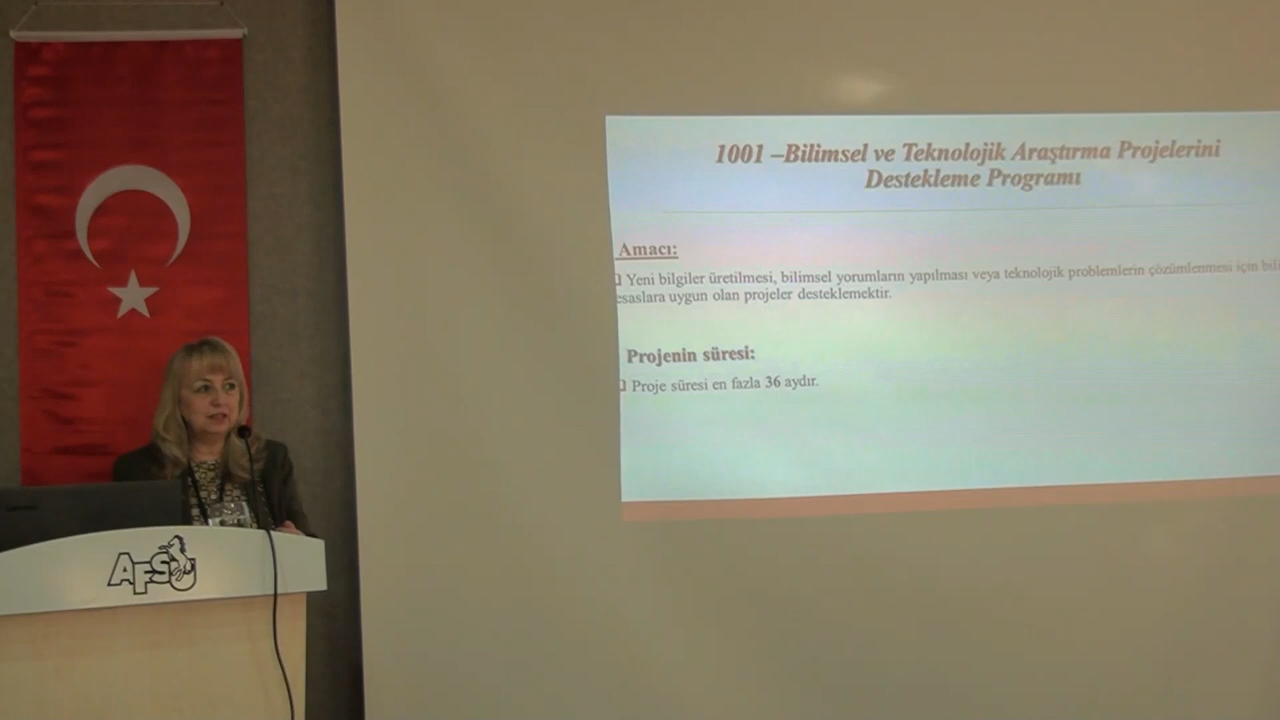 1001 –Bilimsel ve Teknolojik Araştırma Projelerini
Destekleme Programı
Amacı:
Yeni bilgiler üretilmesi, bilimsel yorumların yapılması veya teknolojik problemlerin çözümlenmesi için
esaslara uygun olan projeler desteklemektir.
Projenin süresi:
Proje süresi en fazla 36 aydır.
AFSÜ